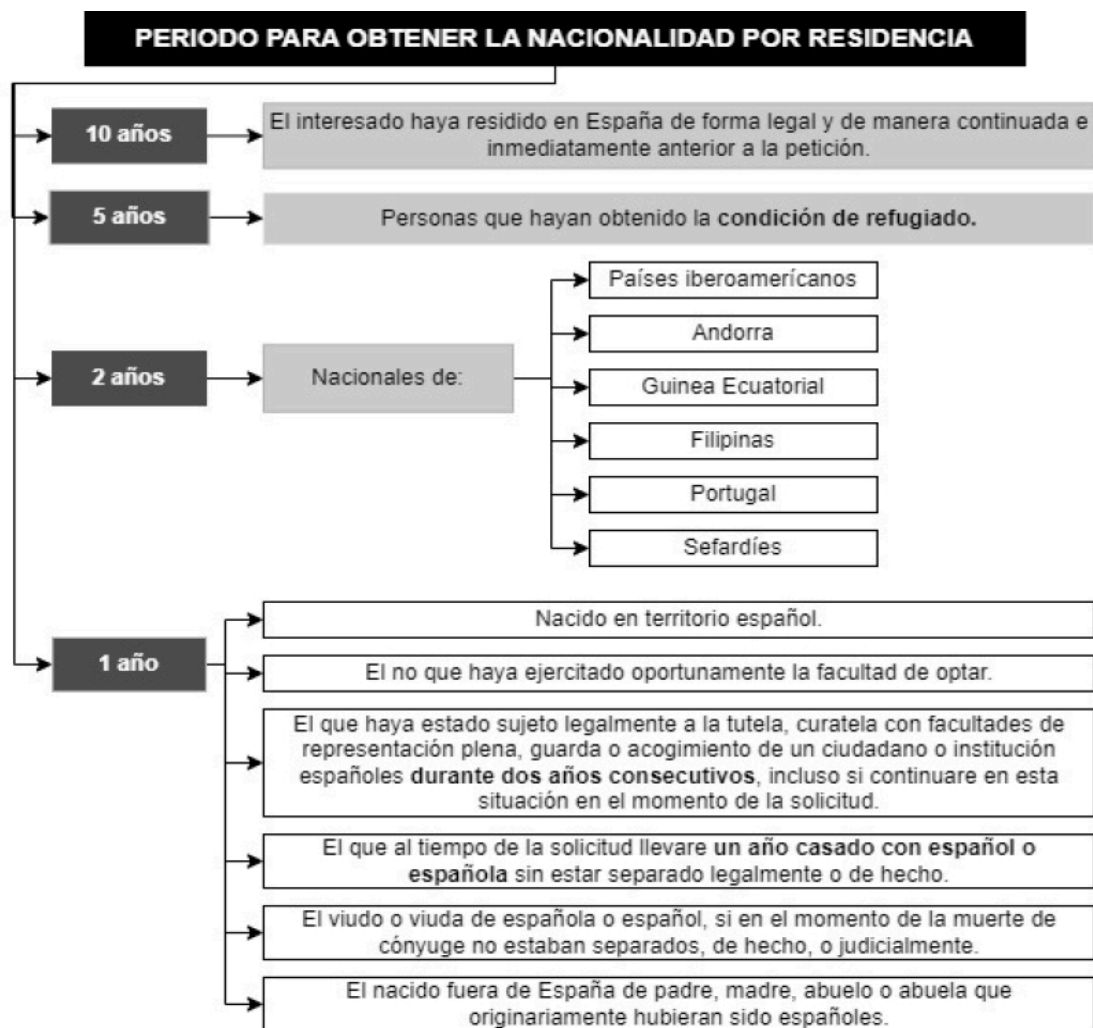 PERIODO PARA OBTENER LA NACIONALIDAD POR RESIDENCIA
10 años
El interesado haya residido en España de forma legal y de manera continuada e
inmediatamente anterior a la petición.
5 años
Personas que hayan obtenido la condición de refugiado.
2 años
Nacionales de:
Países iberoamerícanos
Andorra
Guinea Ecuatorial
Filipinas
Portugal
Sefardíes
1 año
Nacido en territorio español.
El no que haya ejercitado oportunamente la facultad de optar.
El que haya estado sujeto legalmente a la tutela, curatela con facultades de
representación plena, guarda o acogimiento de un ciudadano o institución
españoles durante dos años consecutivos, incluso si continuare en esta
situación en el momento de la solicitud.
El que al tiempo de la solicitud llevare un año casado con español o
española sin estar separado legalmente o de hecho.
El viudo o viuda de española o español, si en el momento de la muerte de
cónyuge no estaban separados, de hecho, o judicialmente.
El nacido fuera de España de padre, madre, abuelo o abuela que
originariamente hubieran sido españoles.